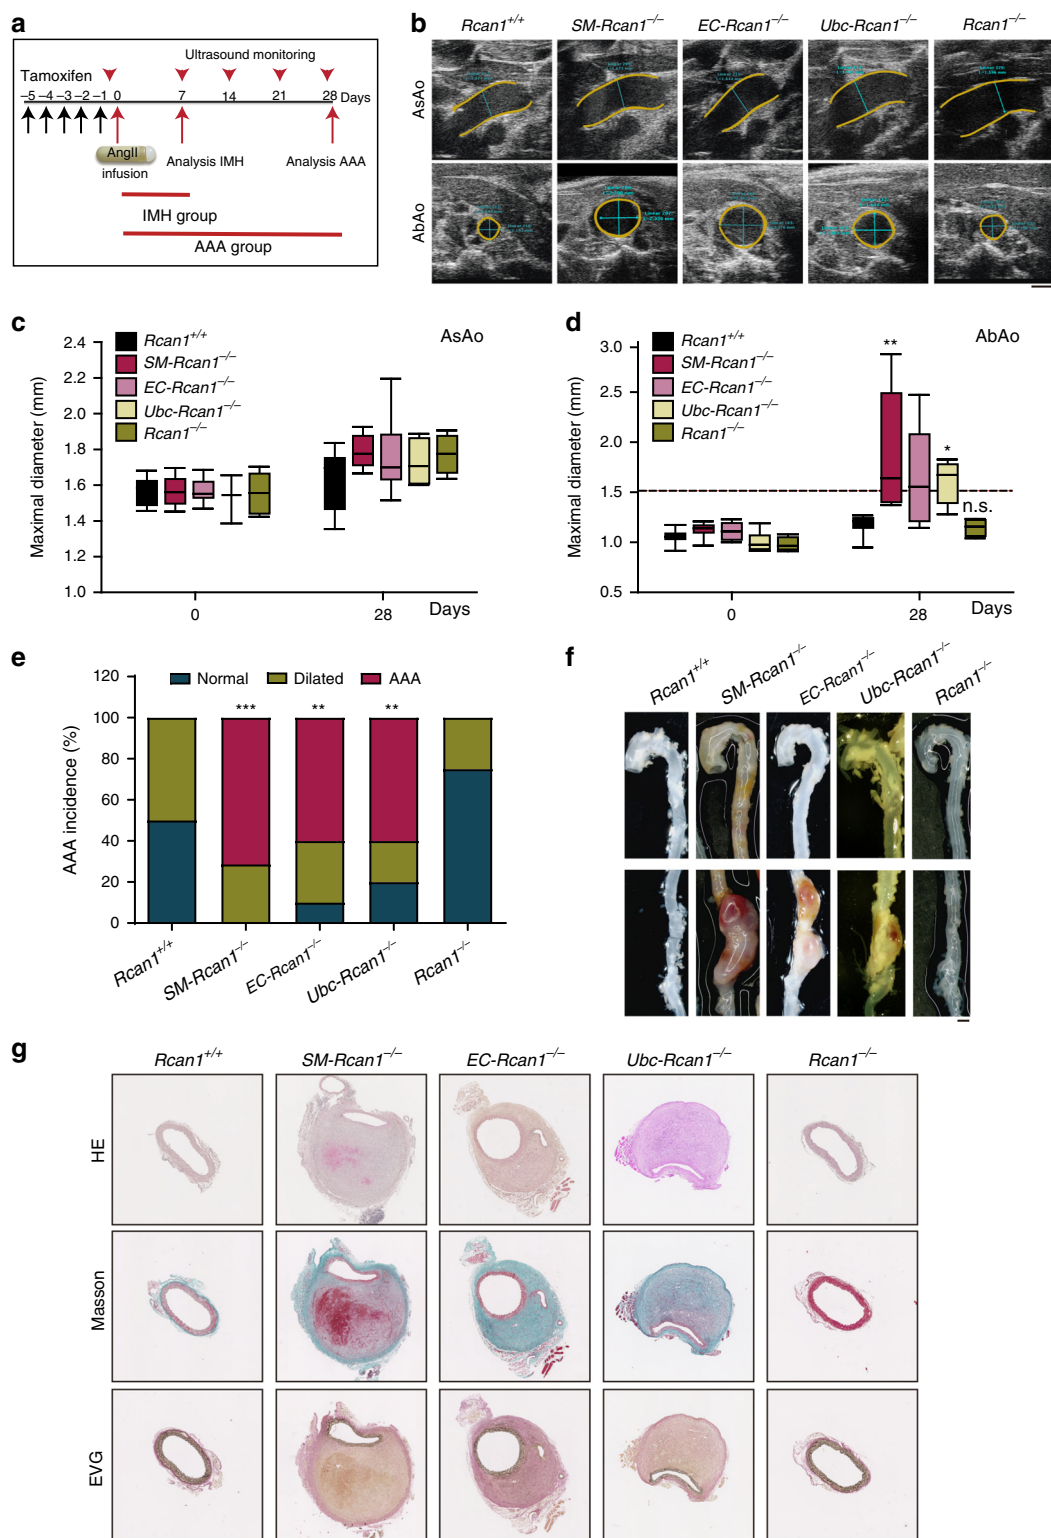 a
Ultrasound monitoring
Tamoxifen
–5 –4 –3 –2 –1 0 7 14 21 28 Days
AngII
infusion
Analysis IMH
Analysis AAA
IMH group
AAA group
b
Rcan1+/+ SM-Rcan1–/– EC-Rcan1–/– Ubc-Rcan1–/– Rcan1–/–
AsAo
AbAo
c
AsAo
Rcan1+/+
SM-Rcan1–/–
EC-Rcan1–/–
Ubc-Rcan1–/–
Rcan1–/–
Maximal diameter (mm)
2.4
2.2
2.0
1.8
1.6
1.4
1.2
1.0
0 28 Days
d
AbAo
Rcan1+/+
SM-Rcan1–/–
EC-Rcan1–/–
Ubc-Rcan1–/–
Rcan1–/–
Maximal diameter (mm)
3.0
2.5
2.0
1.5
1.0
0.5
**
*
n.s.
0 28 Days
e
Normal Dilated AAA
AAA incidence (%)
120
100
80
60
40
20
0
*** ** **
Rcan1+/+ SM-Rcan1–/– EC-Rcan1–/– Ubc-Rcan1–/– Rcan1–/–
f
Rcan1+/+ SM-Rcan1–/– EC-Rcan1–/– Ubc-Rcan1–/– Rcan1–/–
g
Rcan1+/+ SM-Rcan1–/– EC-Rcan1–/– Ubc-Rcan1–/– Rcan1–/–
HE
Masson
EVG